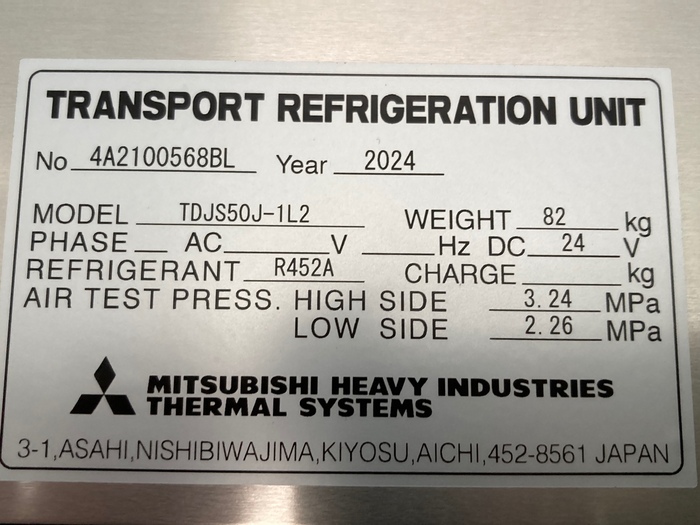 TRANSPORT REFRIGERATION UNIT
No 4A2100568BL Year 2024
MODEL TDJS50J-1L2 WEIGHT 82 kg
PHASE AC V Hz DC 24 V
REFRIGERANT R452A CHARGE kg
AIR TEST PRESS. HIGH SIDE 3.24 MPa
LOW SIDE 2.26 MPa
MITSUBISHI HEAVY INDUSTRIES
THERMAL SYSTEMS
3-1,ASAHI,NISHIBIWAJIMA,KIYOSU,AICHI,452-8561 JAPAN